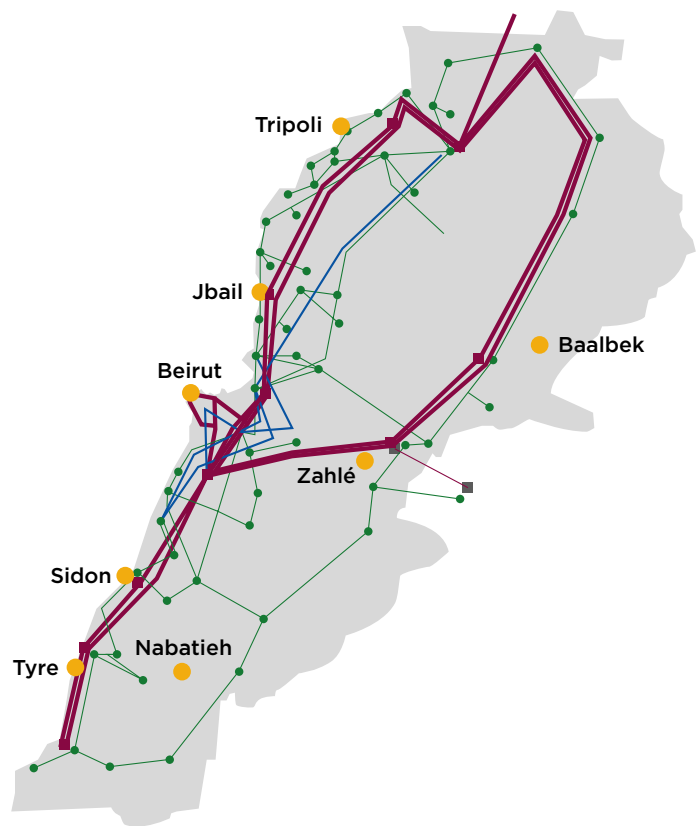 Tripoli
Jbail
Baalbek
Beirut
Zahlé
Sidon
Nabatieh
Tyre